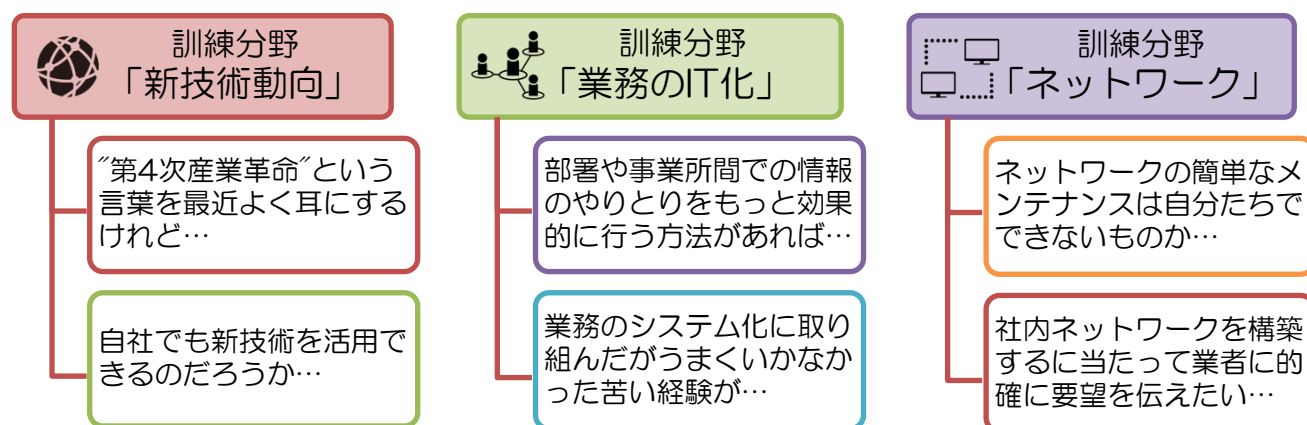 訓練分野
「新技術動向」
″第4次産業革命″という
言葉を最近よく耳にする
けれど…
自社でも新技術を活用で
きるのだろうか…
訓練分野
「業務のIT化」
部署や事業所間での情報
のやりとりをもっと効果
的に行う方法があれば…
業務のシステム化に取り
組んだがうまくいかなか
った苦い経験が…
訓練分野
「ネットワーク」
ネットワークの簡単なメ
ンテナンスは自分たちで
できないものか…
社内ネットワークを構築
するに当たって業者に的
確に要望を伝えたい…